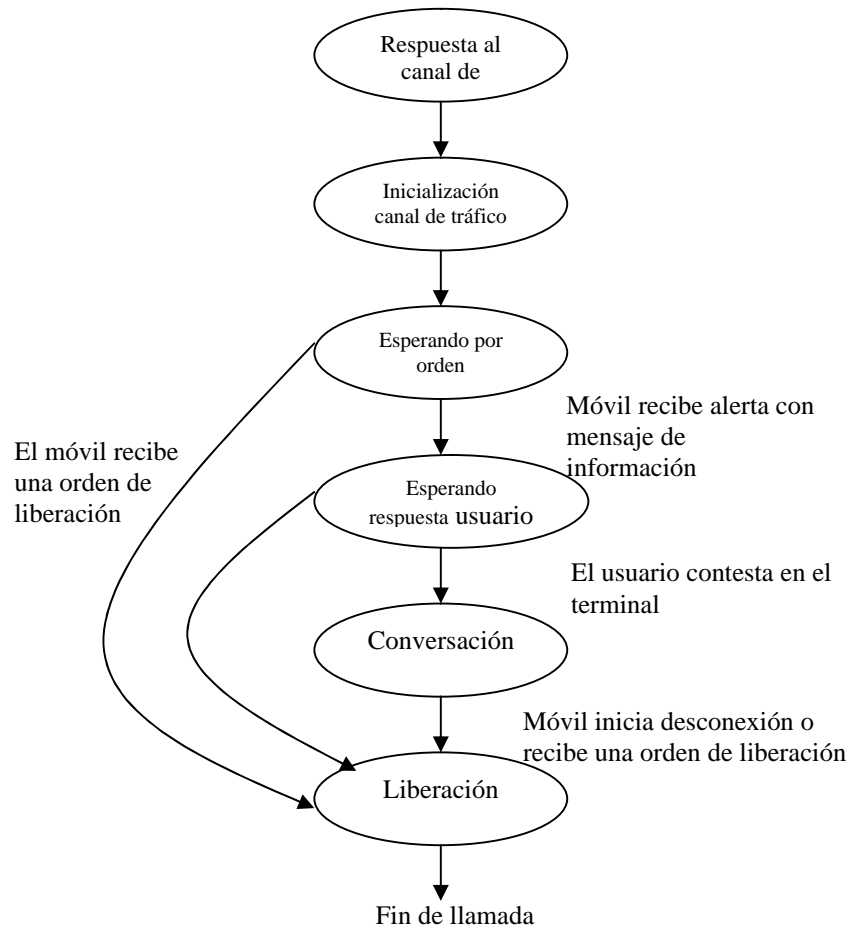 Respuesta al
canal de
Inicialización
canal de tráfico
Esperando por
orden
Móvil recibe alerta con
mensaje de
información
El móvil recibe
una orden de
liberación
Esperando
respuesta usuario
El usuario contesta en el
terminal
Conversación
Móvil inicia desconexión o
recibe una orden de liberación
Liberación
Fin de llamada